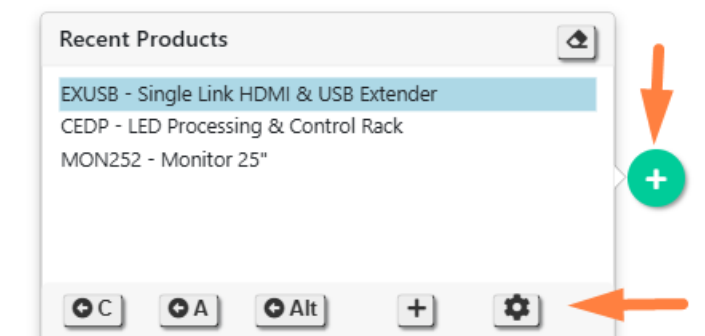 Recent Products
EXUSB - Single Link HDMI & USB Extender
CEDP - LED Processing & Control Rack
MON252 - Monitor 25"
C A Alt +